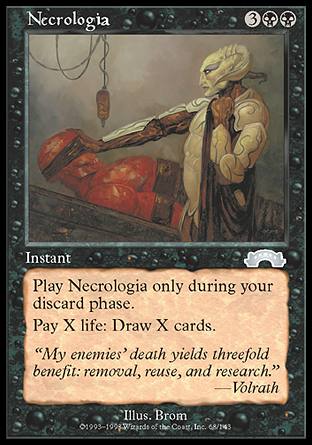 Necrologia 3
Instant
Play Necrologia only during your
discard phase.
Pay X life: Draw X cards.
“My enemies’ death yields threefold
benefit: removal, reuse, and research.”
—Volrath
Illus. Brom
©1993–1998 Wizards of the Coast, Inc. 68/143